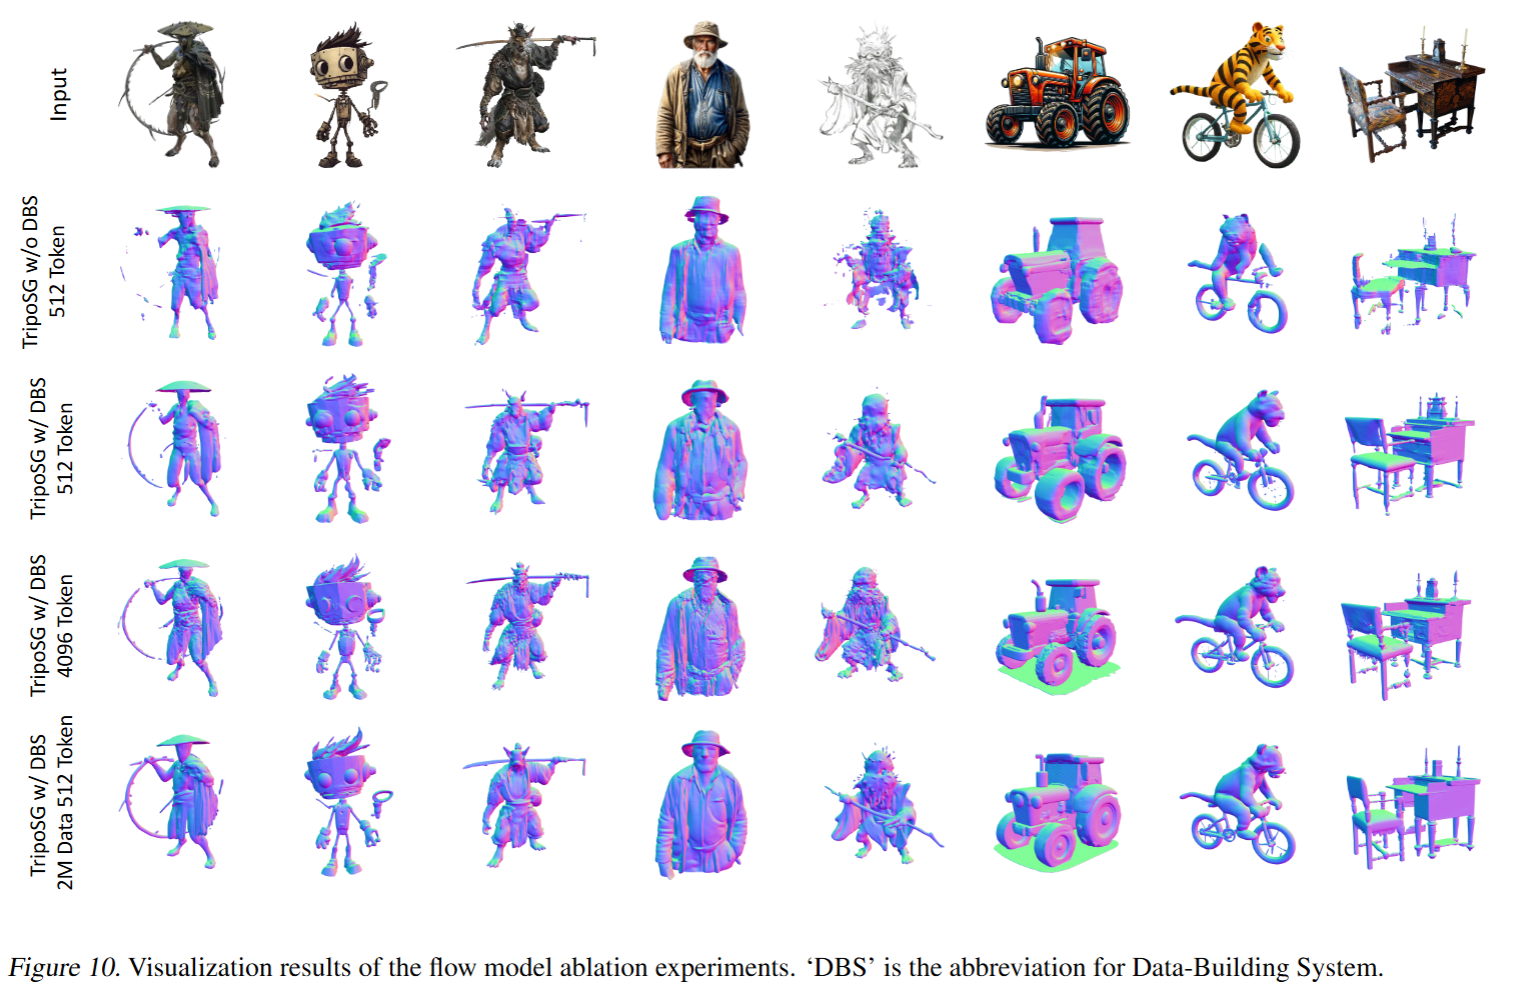 Input
TripoSG w/o DBS
512 Token
TripoSG w/ DBS
512 Token
TripoSG w/ DBS
4096 Token
TripoSG w/ DBS
2M Data 512 Token
Figure 10. Visualization results of the flow model ablation experiments. ‘DBS’ is the abbreviation for Data-Building System.